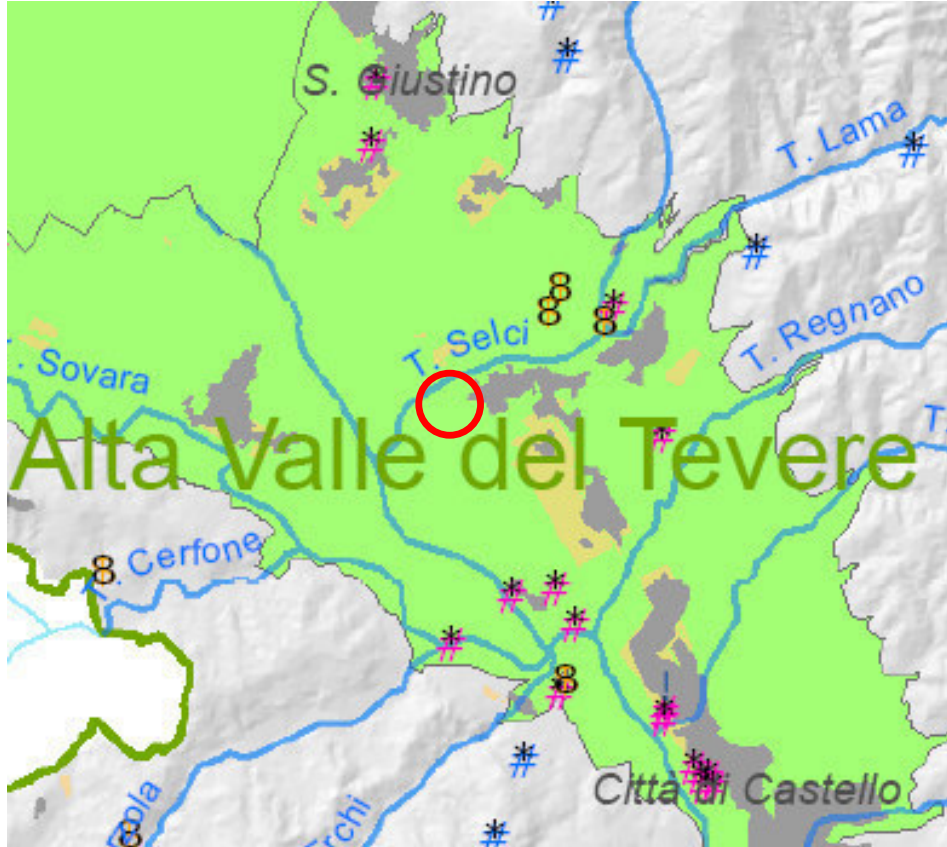 S. Giustino
T. Lama
T. Regnano
T. Selci
Sovara
Alta Valle del Tevere
T.
Cerfone
Città di Castello